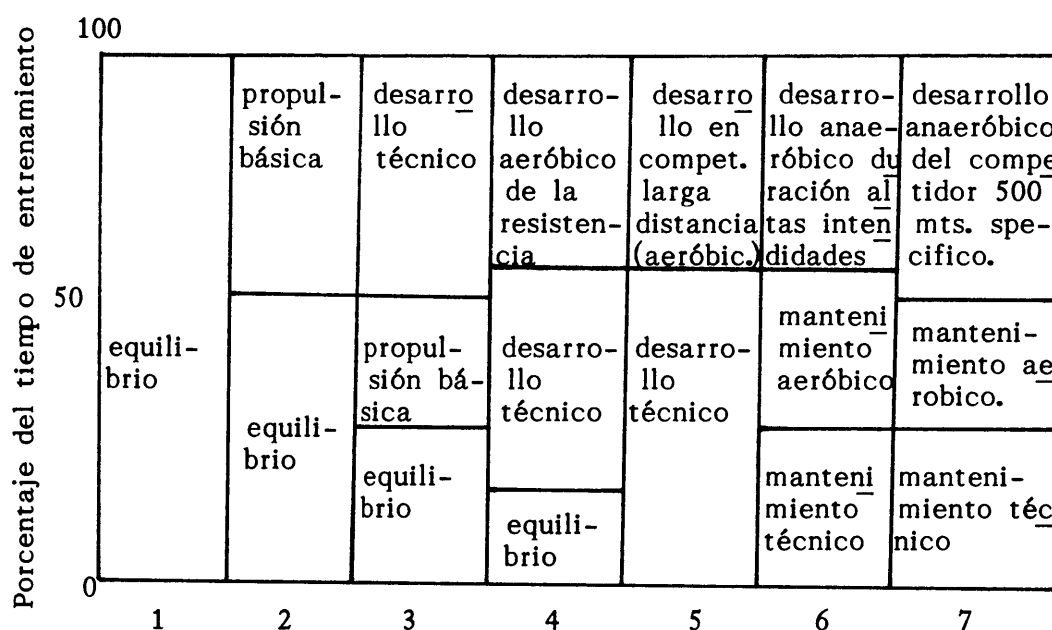 Porcentaje del tiempo de entrenamiento
100
50
0
equili-
brio
propul-
sión
básica
equili-
brio
desarro
llo
técnico
propul-
sión bá-
sica
equili-
brio
desarro-
llo
aeróbico
de la
resisten-
cia
desarro-
llo
técnico
equili-
brio
desarro
llo en
compet.
larga
distancia
(aeróbic.)
desarro-
llo
técnico
desarro-
llo anae-
róbico du
ración al
tas inten
didades
manteni
miento
aeróbico
manteni
miento
técnico
desarrollo
anaeróbico
del compe
tidor 500
mts. spe-
cifico.
manteni-
miento ae
robico.
manteni-
miento téc
nico
1 2 3 4 5 6 7